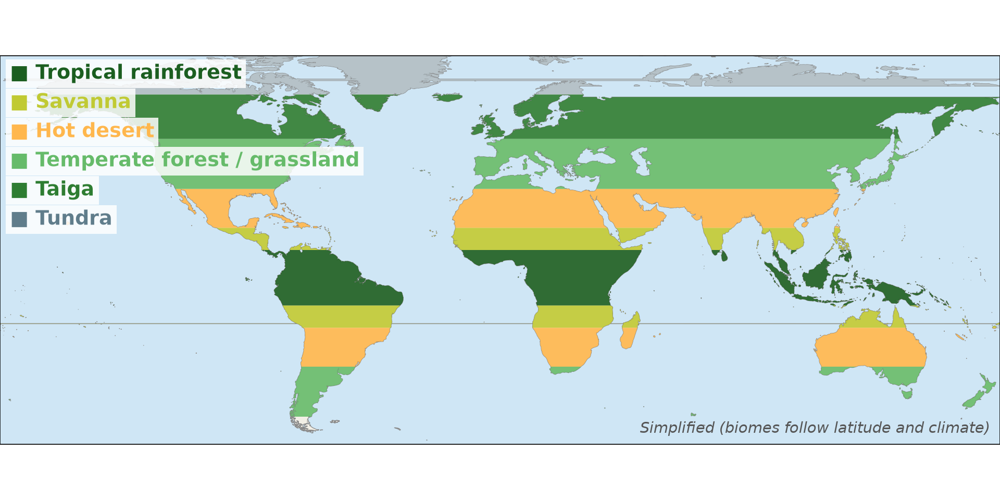 Tropical rainforest
Savanna
Hot desert
Temperate forest / grassland
Taiga
Tundra
Simplified (biomes follow latitude and climate)